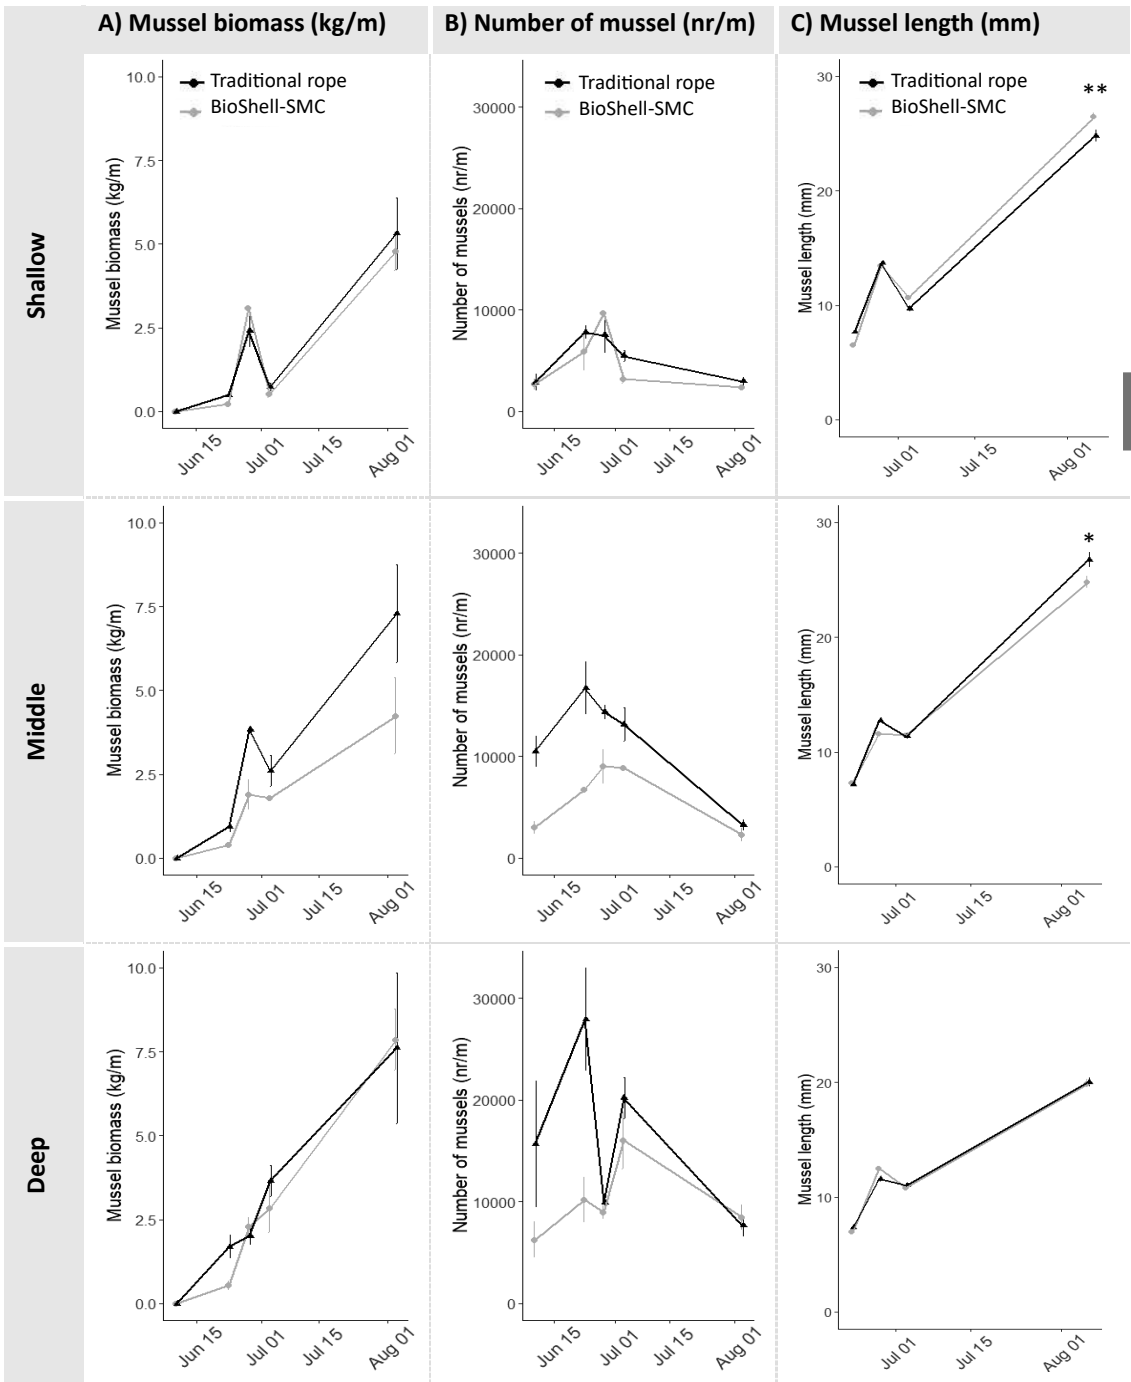 A) Mussel biomass (kg/m)
B) Number of mussel (nr/m)
C) Mussel length (mm)
Shallow
Mussel biomass (kg/m)
10.0
7.5
5.0
2.5
0.0
Traditional rope
BioShell-SMC
Jun 15
Jul 01
Jul 15
Aug 01
Number of mussels (nr/m)
30000
20000
10000
0
Traditional rope
BioShell-SMC
Jun 15
Jul 01
Jul 15
Aug 01
Mussel length (mm)
30
20
10
0
Traditional rope
BioShell-SMC
**
Jul 01
Jul 15
Aug 01
Middle
Mussel biomass (kg/m)
10.0
7.5
5.0
2.5
0.0
Jun 15
Jul 01
Jul 15
Aug 01
Number of mussels (nr/m)
30000
20000
10000
0
Jun 15
Jul 01
Jul 15
Aug 01
Mussel length (mm)
30
20
10
0
*
Jul 01
Jul 15
Aug 01
Deep
Mussel biomass (kg/m)
10.0
7.5
5.0
2.5
0.0
Jun 15
Jul 01
Jul 15
Aug 01
Number of mussels (nr/m)
30000
20000
10000
0
Jun 15
Jul 01
Jul 15
Aug 01
Mussel length (mm)
30
20
10
0
Jul 01
Jul 15
Aug 01